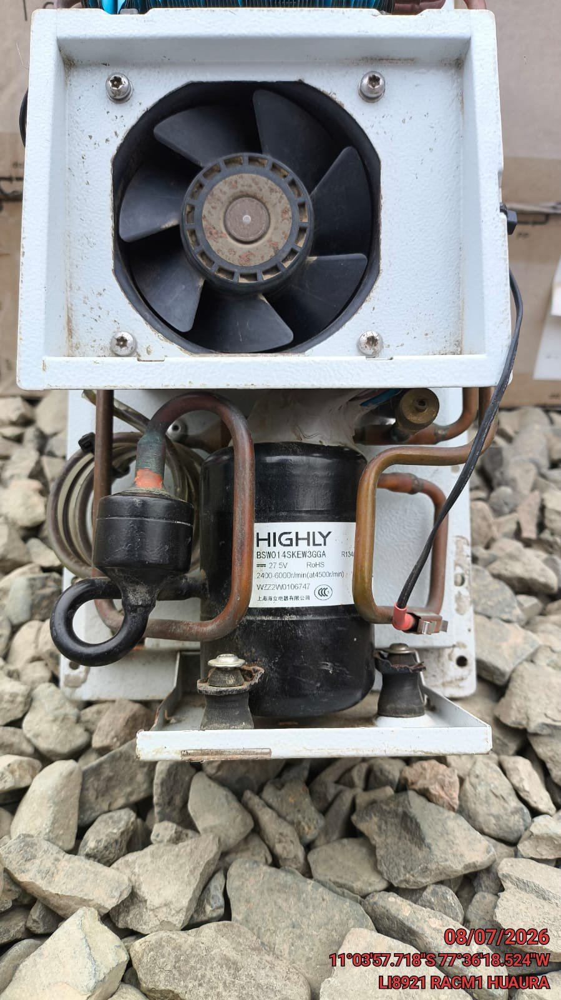 HIGHLY
BSW014SKEW3GGA R134a
27.5V RoHS
2400-6000r/min(at4500r/min)
WZZ2W0106747
上海海立电器有限公司
08/07/2026
11°03'57.718"S 77°36'18.524"W
LI8921 RACM1 HUAURA